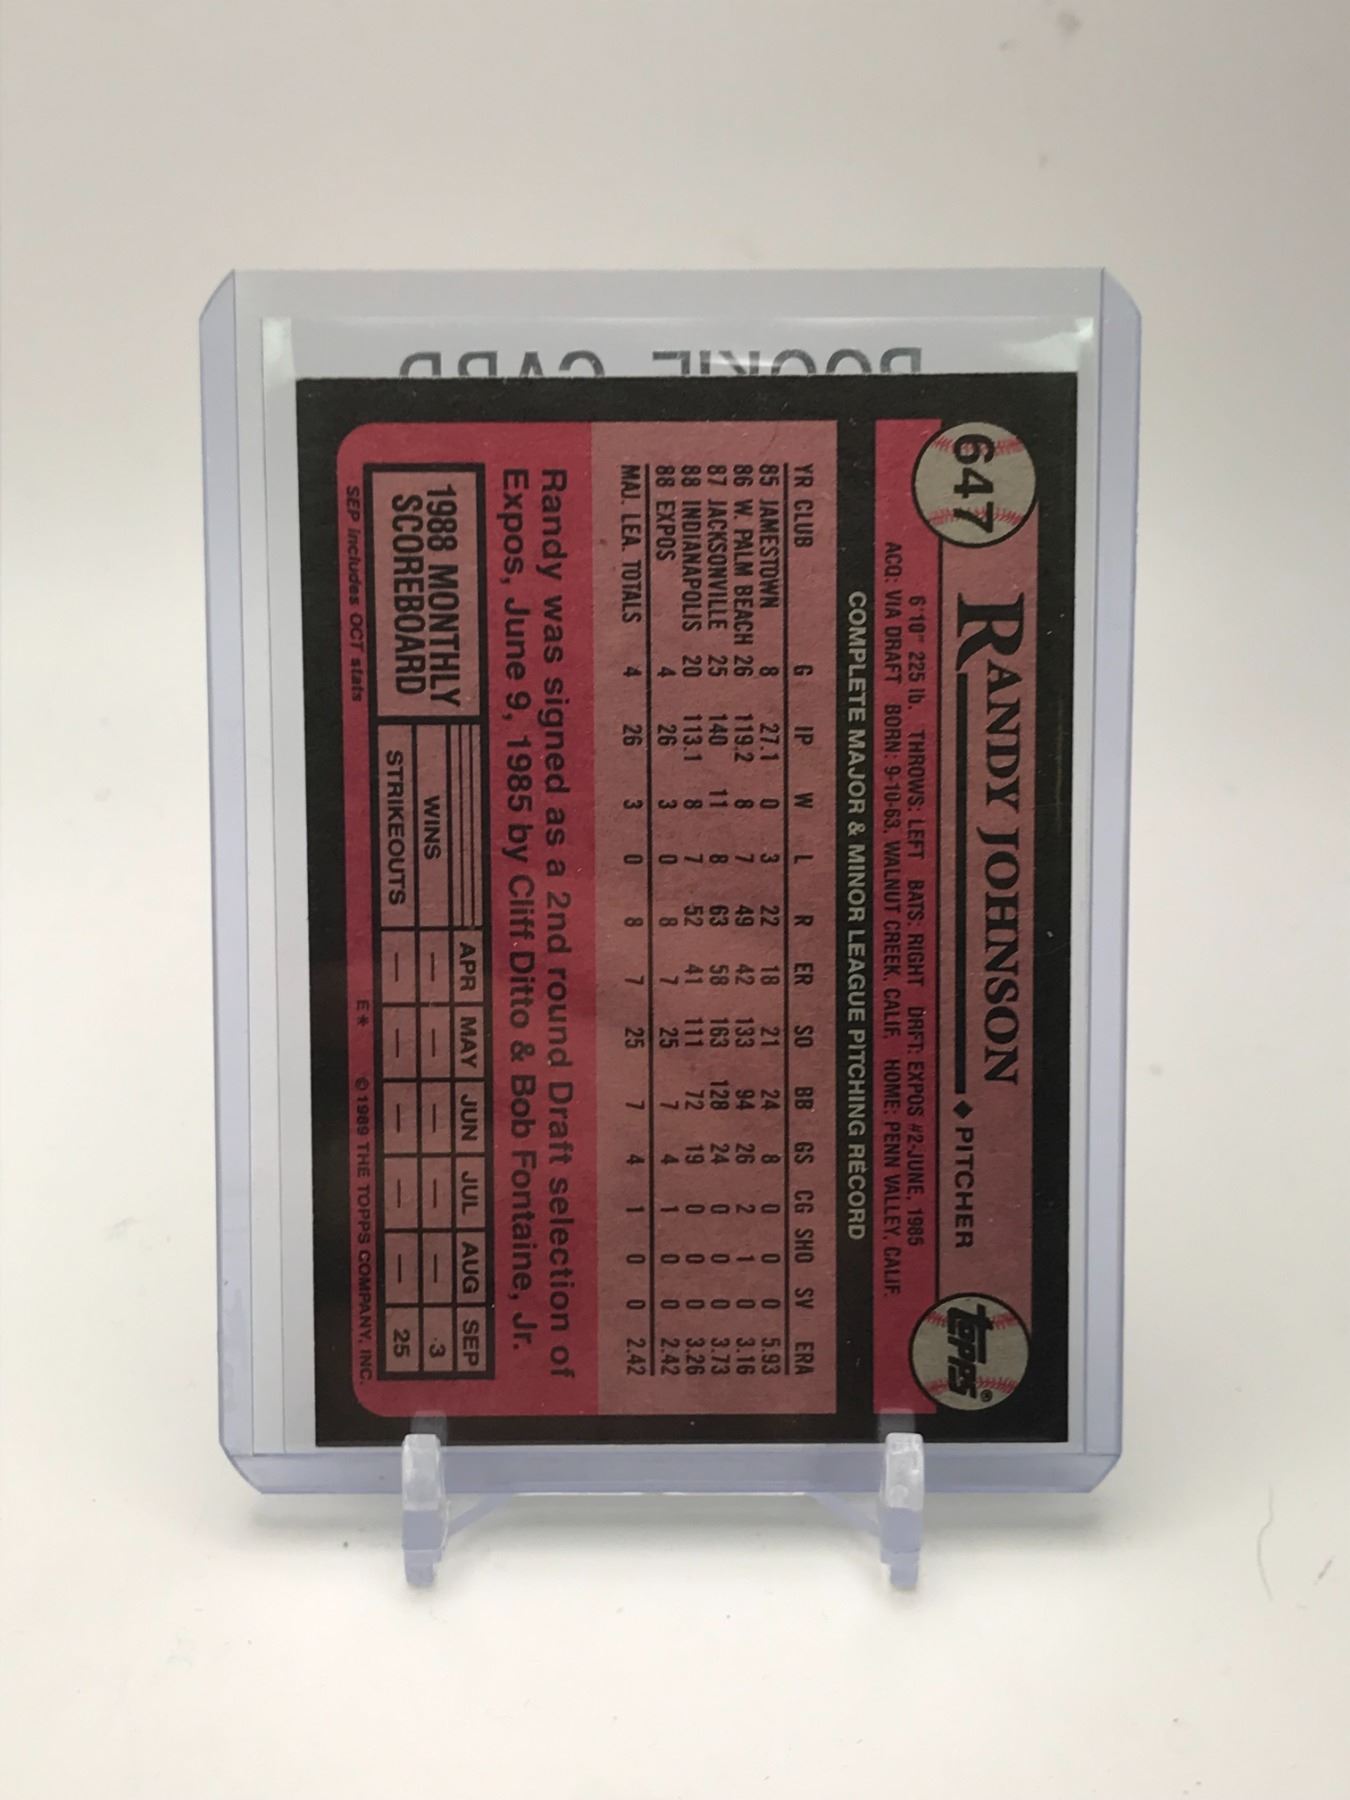 ROOKIE CARD
647
RANDY JOHNSON ♦ PITCHER
topps®
6'10" 225 lb. THROWS: LEFT BATS: RIGHT DRFT: EXPOS #2-JUNE, 1985
ACQ: VIA DRAFT BORN: 9-10-63, WALNUT CREEK, CALIF. HOME: PENN VALLEY, CALIF.
COMPLETE MAJOR & MINOR LEAGUE PITCHING RECORD
YR CLUB G IP W L R ER SO BB GS CG SHO SV ERA
85 JAMESTOWN 8 27.1 0 3 22 18 21 24 8 0 0 0 5.93
86 W. PALM BEACH 26 119.2 8 7 49 42 133 94 26 2 1 0 3.16
87 JACKSONVILLE 25 140 11 8 63 58 163 128 24 0 0 0 3.73
88 INDIANAPOLIS 20 113.1 8 7 52 41 111 72 19 0 0 0 3.26
88 EXPOS 4 26 3 0 8 7 25 7 4 1 0 0 2.42
MAJ. LEA. TOTALS 4 26 3 0 8 7 25 7 4 1 0 0 2.42
Randy was signed as a 2nd round Draft selection of
Expos, June 9, 1985 by Cliff Ditto & Bob Fontaine, Jr.
1988 MONTHLY
SCOREBOARD
APR MAY JUN JUL AUG SEP
WINS — — — — — 3
STRIKEOUTS — — — — — 25
SEP includes OCT stats E* © 1989 THE TOPPS COMPANY, INC.